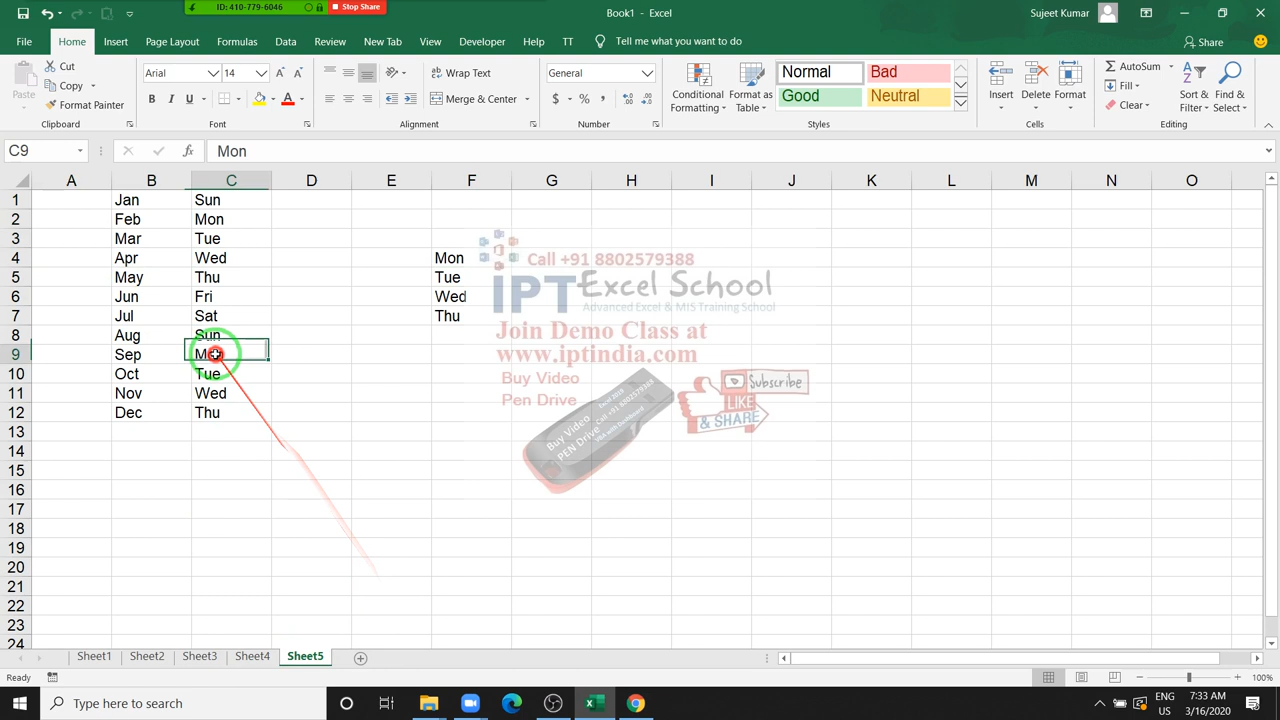 ID: 410-779-6046
Stop Share
Book1 - Excel
Sujeet Kumar
File Home Insert Page Layout Formulas Data Review New Tab View Developer Help TT Tell me what you want to do
Share
Paste
Cut
Copy
Format Painter
Clipboard
Arial 14
B I U
Font
Wrap Text
Merge & Center
Alignment
General
$ % ,
Number
Conditional Formatting
Format as Table
Normal Bad
Good Neutral
Styles
Insert Delete Format
Cells
AutoSum
Fill
Clear
Sort & Filter
Find & Select
Editing
C9 fx Mon
A B C D E F G H I J K L M N O
1 Jan Sun
2 Feb Mon
3 Mar Tue
4 Apr Wed Mon
5 May Thu Tue
6 Jun Fri Wed
7 Jul Sat Thu
8 Aug Sun
9 Sep
10 Oct Tue
11 Nov Wed
12 Dec Thu
13
14
15
16
17
18
19
20
21
22
23
24
Call +91 8802579388
iPT Excel School
Advanced Excel & MIS Training School
Join Demo Class at
www.iptindia.com
Buy Video
Pen Drive
Subscribe
LIKE
& SHARE
Buy Video
PEN Drive
Sheet1 Sheet2 Sheet3 Sheet4 Sheet5
Ready
100%
Type here to search
ENG
US
7:33 AM
3/16/2020